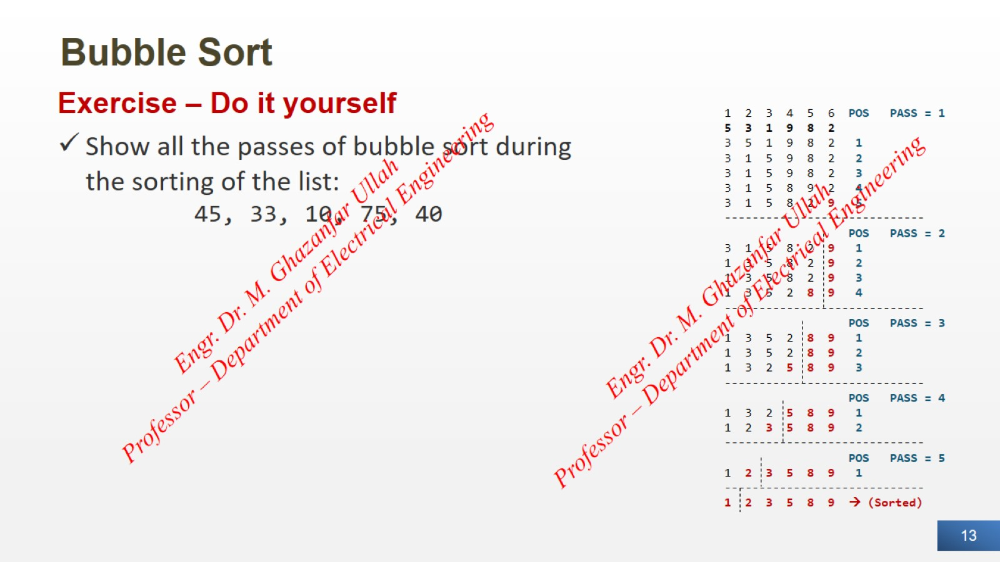 Bubble Sort
Exercise – Do it yourself
✓ Show all the passes of bubble sort during
the sorting of the list:
45, 33, 10, 75, 40
Engr. Dr. M. Ghazanfar Ullah
Professor – Department of Electrical Engineering
1 2 3 4 5 6 POS PASS = 1
5 3 1 9 8 2
3 5 1 9 8 2 1
3 1 5 9 8 2 2
3 1 5 9 8 2 3
3 1 5 8 9 2 4
3 1 5 8 2 9 5
POS PASS = 2
3 1 5 8 2 9 1
1 3 5 8 2 9 2
1 3 5 8 2 9 3
1 3 5 2 8 9 4
POS PASS = 3
1 3 5 2 8 9 1
1 3 5 2 8 9 2
1 3 2 5 8 9 3
POS PASS = 4
1 3 2 5 8 9 1
1 2 3 5 8 9 2
POS PASS = 5
1 2 3 5 8 9 1
1 2 3 5 8 9 → (Sorted)
Engr. Dr. M. Ghazanfar Ullah
Professor – Department of Electrical Engineering
13